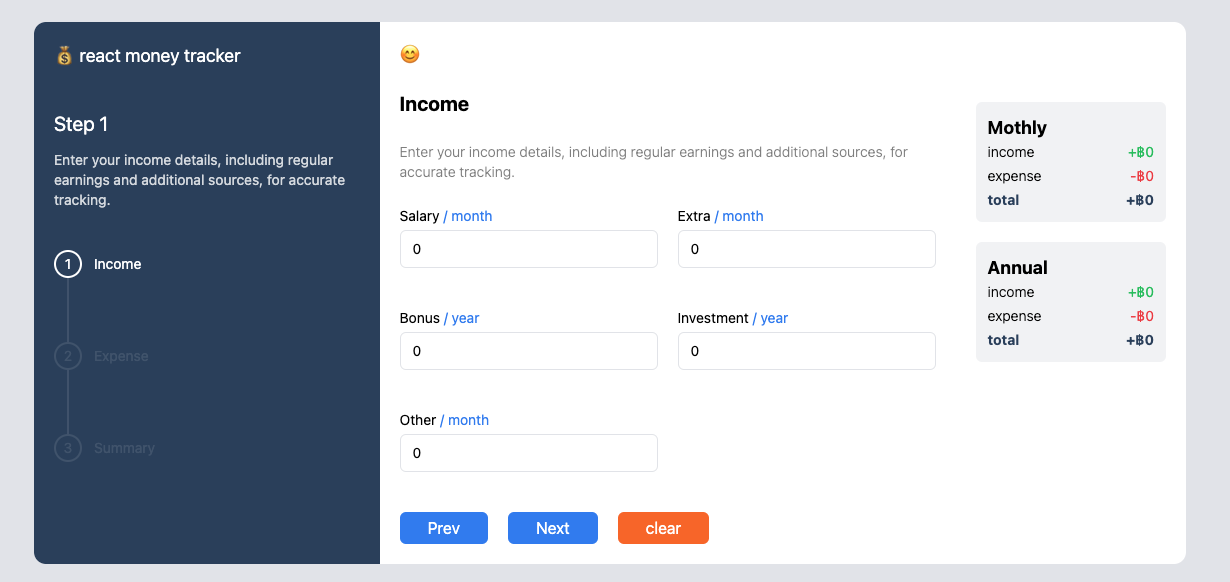 💰 react money tracker
Step 1
Enter your income details, including regular
earnings and additional sources, for accurate
tracking.
1 Income
2 Expense
3 Summary
😊
Income
Enter your income details, including regular earnings and additional sources, for
accurate tracking.
Salary / month
0
Extra / month
0
Bonus / year
0
Investment / year
0
Other / month
0
Prev
Next
clear
Mothly
income +฿0
expense -฿0
total +฿0
Annual
income +฿0
expense -฿0
total +฿0